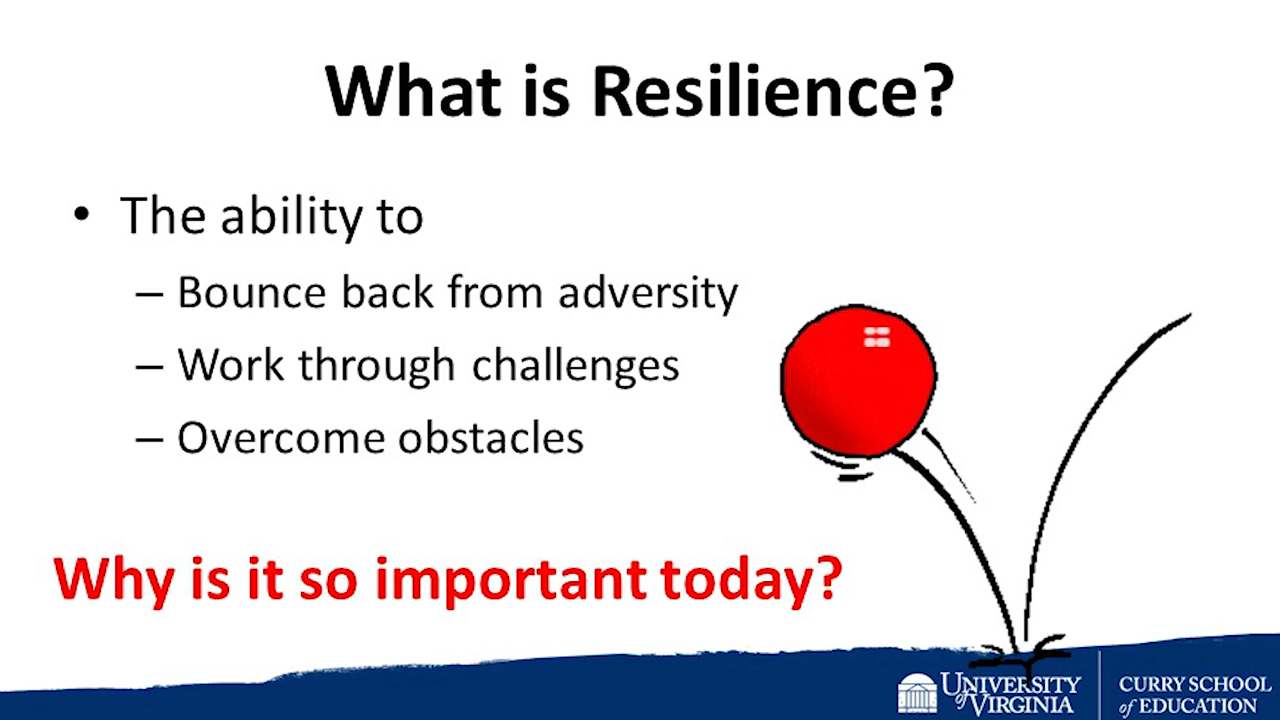 What is Resilience?
• The ability to
– Bounce back from adversity
– Work through challenges
– Overcome obstacles
Why is it so important today?
UNIVERSITY
of VIRGINIA
CURRY SCHOOL
of EDUCATION